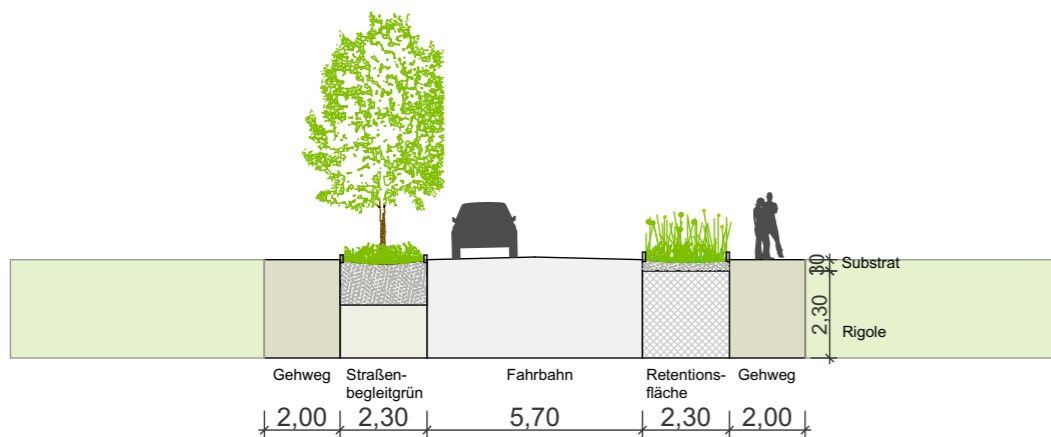 30
Substrat
2,30
Rigole
Gehweg
Straßen-
begleitgrün
Fahrbahn
Retentions-
fläche
Gehweg
2,00
2,30
5,70
2,30
2,00